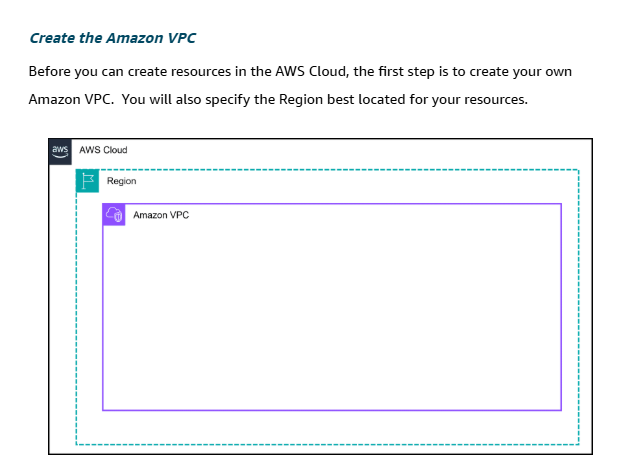 Create the Amazon VPC
Before you can create resources in the AWS Cloud, the first step is to create your own
Amazon VPC.  You will also specify the Region best located for your resources.
aws
AWS Cloud
Region
Amazon VPC